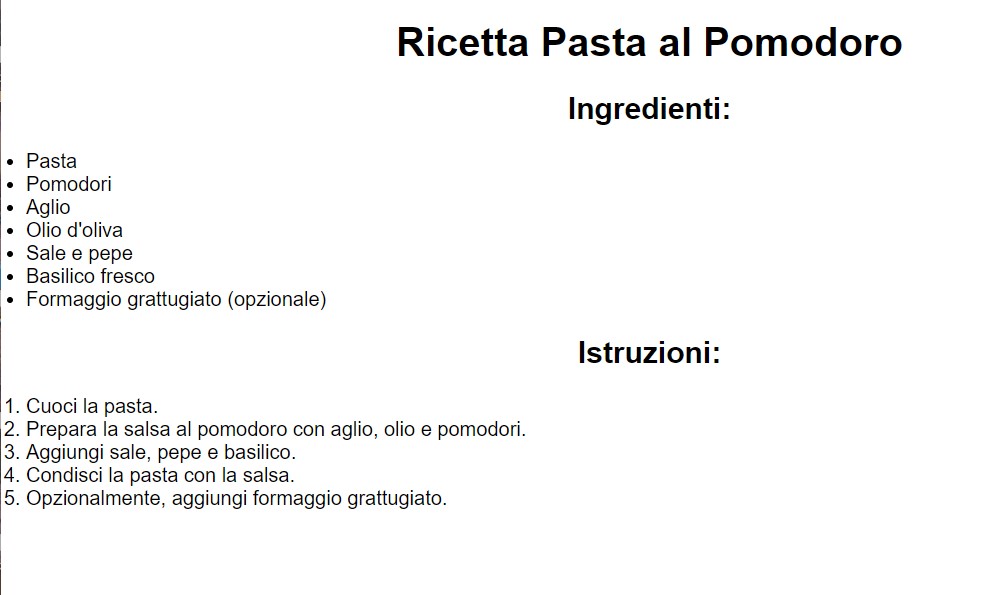 Ricetta Pasta al Pomodoro
Ingredienti:
• Pasta
• Pomodori
• Aglio
• Olio d'oliva
• Sale e pepe
• Basilico fresco
• Formaggio grattugiato (opzionale)
Istruzioni:
1. Cuoci la pasta.
2. Prepara la salsa al pomodoro con aglio, olio e pomodori.
3. Aggiungi sale, pepe e basilico.
4. Condisci la pasta con la salsa.
5. Opzionalmente, aggiungi formaggio grattugiato.